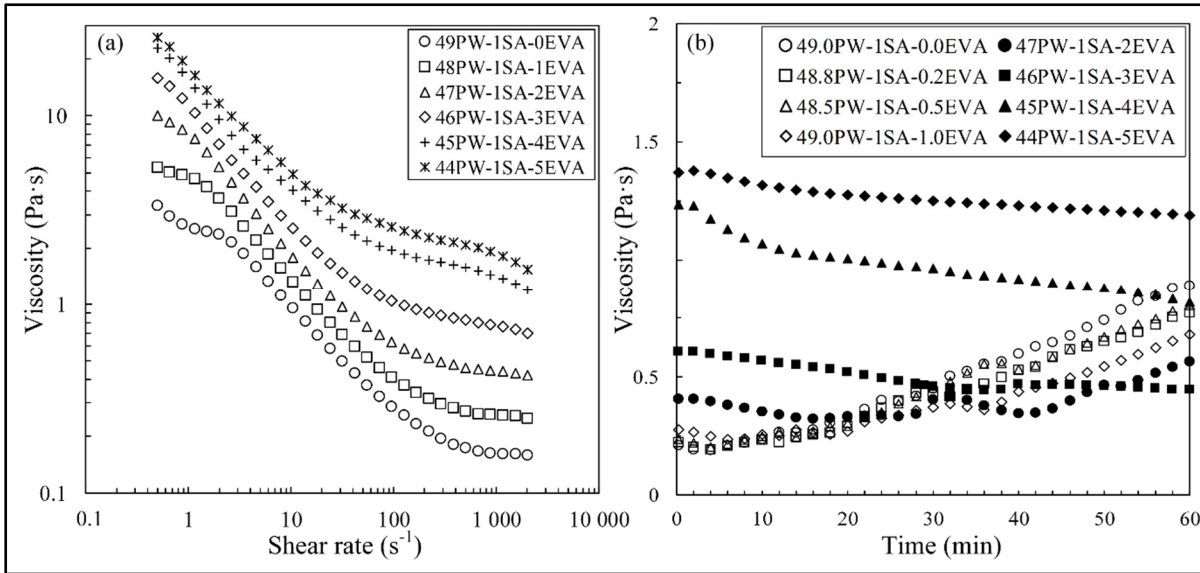 (a)
49PW-1SA-0EVA
48PW-1SA-1EVA
47PW-1SA-2EVA
46PW-1SA-3EVA
45PW-1SA-4EVA
44PW-1SA-5EVA
10
1
0.1
Viscosity (Pa·s)
0.1 1 10 100 1 000 10 000
Shear rate (s⁻¹)
(b)
49.0PW-1SA-0.0EVA 47PW-1SA-2EVA
48.8PW-1SA-0.2EVA 46PW-1SA-3EVA
48.5PW-1SA-0.5EVA 45PW-1SA-4EVA
49.0PW-1SA-1.0EVA 44PW-1SA-5EVA
2
1.5
1
0.5
0
Viscosity (Pa·s)
0 10 20 30 40 50 60
Time (min)